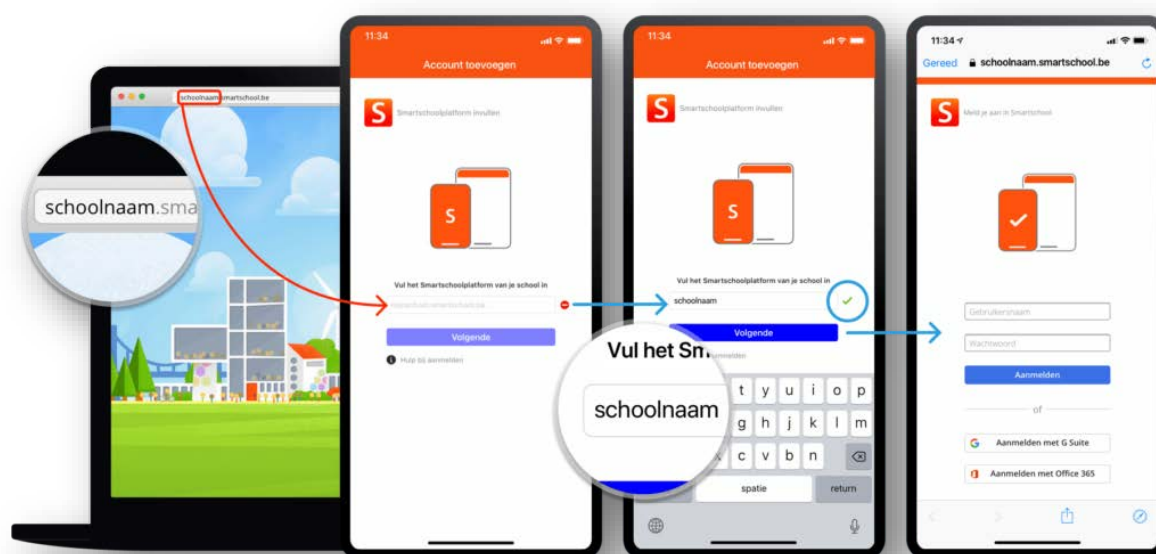 schoolnaam.smartschool.be
schoolnaam.sma
11:34
Account toevoegen
S
Smartschoolplatform invullen
S
Vul het Smartschoolplatform van je school in
Volgende
Hulp bij aanmelden
11:34
Account toevoegen
S
Smartschoolplatform invullen
S
Vul het Smartschoolplatform van je school in
schoolnaam
Volgende
aanmelden
Vul het Sm
schoolnaam
t y u i o p
g h j k l m
c v b n
spatie
return
11:34
Gereed
schoolnaam.smartschool.be
S
Meld je aan in Smartschool
Gebruikersnaam
Wachtwoord
Aanmelden
of
G Aanmelden met G Suite
Aanmelden met Office 365